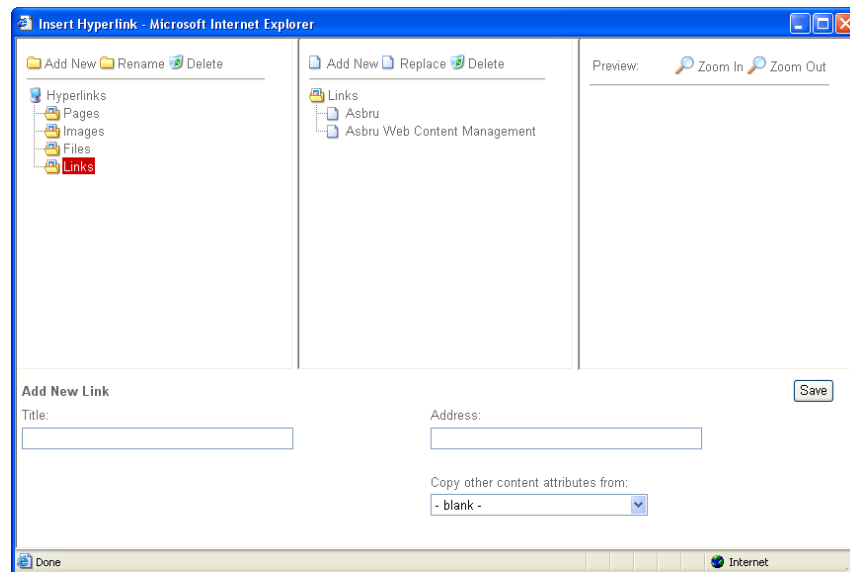 Insert Hyperlink - Microsoft Internet Explorer
Add New Rename Delete
Hyperlinks
Pages
Images
Files
Links
Add New Replace Delete
Links
Asbru
Asbru Web Content Management
Preview: Zoom In Zoom Out
Add New Link
Save
Title:
Address:
Copy other content attributes from:
- blank -
Done
Internet